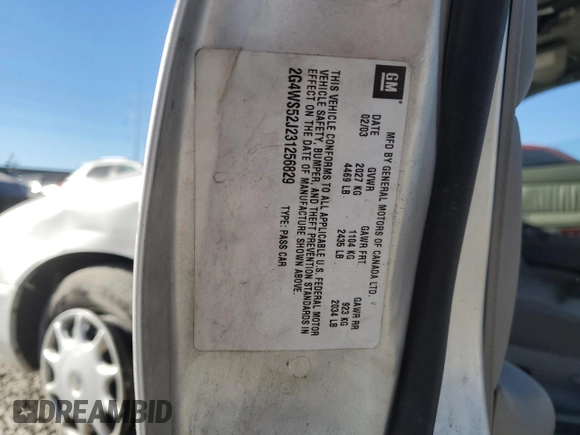 GM
MFD BY GENERAL MOTORS OF CANADA LTD.
DATE GVWR GAWR FRT GAWR RR
02/03 2027 KG 1104 KG 923 KG
4469 LB 2436 LB 2034 LB
THIS VEHICLE CONFORMS TO ALL APPLICABLE U.S. FEDERAL MOTOR
VEHICLE SAFETY, BUMPER, AND THEFT PREVENTION STANDARDS IN
EFFECT ON THE DATE OF MANUFACTURE SHOWN ABOVE.
2G4WS52J231256829 TYPE: PASS CAR
DREAMBID